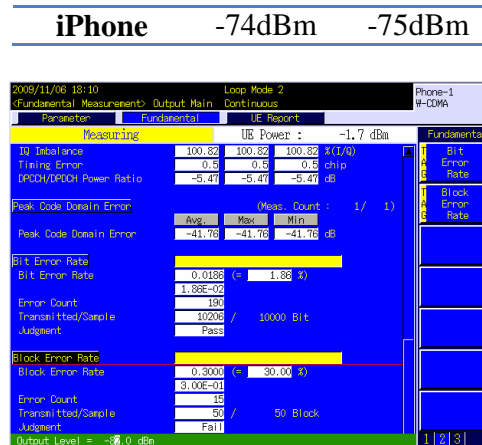 iPhone -74dBm -75dBm
2009/11/06 18:10 Loop Mode 2 Phone-1
<Fundamental Measurement> Output Main Continuous W-CDMA
Parameter Fundamental UE Report
Measuring UE Power : -1.7 dBm Fundamenta
IQ Imbalance 100.82 100.82 100.82 %(I/Q)
Timing Error 0.5 0.5 0.5 chip
DPCCH/DPDCH Power Ratio -5.47 -5.47 -5.47 dB
TAG Bit Error Rate
TAG Block Error Rate
Peak Code Domain Error (Meas. Count : 1/ 1)
Avg. Max Min
Peak Code Domain Error -41.76 -41.76 -41.76 dB
Bit Error Rate
Bit Error Rate 0.0186 (= 1.86 %)
1.86E-02
Error Count 190
Transmitted/Sample 10206 / 10000 Bit
Judgment Pass
Block Error Rate
Block Error Rate 0.3000 (= 30.00 %)
3.00E-01
Error Count 15
Transmitted/Sample 50 / 50 Block
Judgment Fail
Output Level = dBm
1 2 3